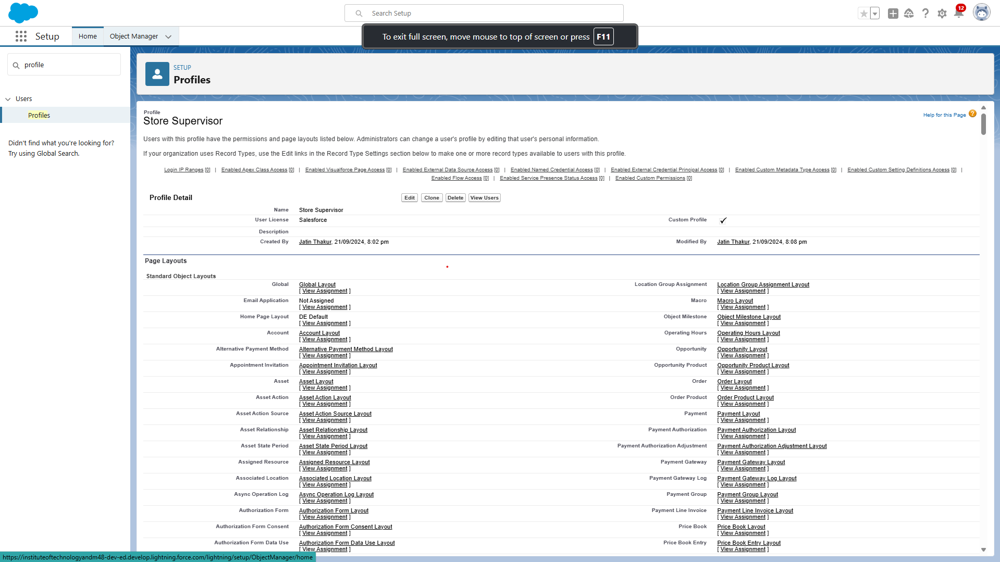 Search Setup
12
Setup
Home
Object Manager
To exit full screen, move mouse to top of screen or press F11
profile
Users
Profiles
Didn't find what you're looking for?
Try using Global Search.
SETUP
Profiles
Profile
Store Supervisor
Help for this Page ?
Users with this profile have the permissions and page layouts listed below. Administrators can change a user's profile by editing that user's personal information.
If your organization uses Record Types, use the Edit links in the Record Type Settings section below to make one or more record types available to users with this profile.
Login IP Ranges [0] | Enabled Apex Class Access [0] | Enabled Visualforce Page Access [0] | Enabled External Data Source Access [0] | Enabled Named Credential Access [0] | Enabled External Credential Principal Access [0] | Enabled Custom Metadata Type Access [0] | Enabled Custom Setting Definitions Access [0] |
Enabled Flow Access [0] | Enabled Service Presence Status Access [0] | Enabled Custom Permissions [0]
Profile Detail Edit Clone Delete View Users
Name Store Supervisor
User License Salesforce Custom Profile ✓
Description
Created By Jatin Thakur, 21/09/2024, 8:02 pm Modified By Jatin Thakur, 21/09/2024, 8:08 pm
Page Layouts
Standard Object Layouts
Global Global Layout Location Group Assignment Location Group Assignment Layout
[ View Assignment ] [ View Assignment ]
Email Application Not Assigned Macro Macro Layout
[ View Assignment ] [ View Assignment ]
Home Page Layout DE Default Object Milestone Object Milestone Layout
[ View Assignment ] [ View Assignment ]
Account Account Layout Operating Hours Operating Hours Layout
[ View Assignment ] [ View Assignment ]
Alternative Payment Method Alternative Payment Method Layout Opportunity Opportunity Layout
[ View Assignment ] [ View Assignment ]
Appointment Invitation Appointment Invitation Layout Opportunity Product Opportunity Product Layout
[ View Assignment ] [ View Assignment ]
Asset Asset Layout Order Order Layout
[ View Assignment ] [ View Assignment ]
Asset Action Asset Action Layout Order Product Order Product Layout
[ View Assignment ] [ View Assignment ]
Asset Action Source Asset Action Source Layout Payment Payment Layout
[ View Assignment ] [ View Assignment ]
Asset Relationship Asset Relationship Layout Payment Authorization Payment Authorization Layout
[ View Assignment ] [ View Assignment ]
Asset State Period Asset State Period Layout Payment Authorization Adjustment Payment Authorization Adjustment Layout
[ View Assignment ] [ View Assignment ]
Assigned Resource Assigned Resource Layout Payment Gateway Payment Gateway Layout
[ View Assignment ] [ View Assignment ]
Associated Location Associated Location Layout Payment Gateway Log Payment Gateway Log Layout
[ View Assignment ] [ View Assignment ]
Async Operation Log Async Operation Log Layout Payment Group Payment Group Layout
[ View Assignment ] [ View Assignment ]
Authorization Form Authorization Form Layout Payment Line Invoice Payment Line Invoice Layout
[ View Assignment ] [ View Assignment ]
Authorization Form Consent Authorization Form Consent Layout Price Book Price Book Layout
[ View Assignment ] [ View Assignment ]
Authorization Form Data Use Authorization Form Data Use Layout Price Book Entry Price Book Entry Layout
[ View Assignment ] [ View Assignment ]
https://instituteoftechnologyandm48-dev-ed.develop.lightning.force.com/lightning/setup/ObjectManager/home